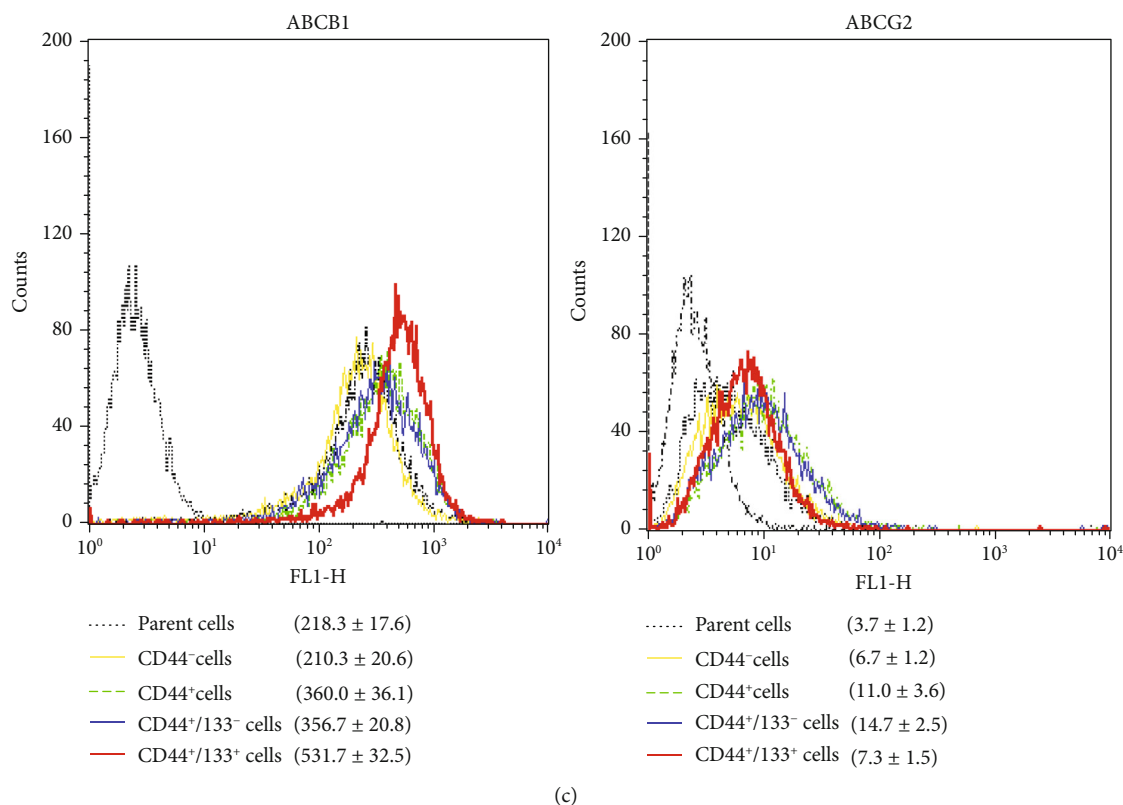 ABCB1
200
160
120
80
40
0
Counts
10⁰ 10¹ 10² 10³ 10⁴
FL1-H
Parent cells (218.3 ± 17.6)
CD44⁻cells (210.3 ± 20.6)
CD44⁺cells (360.0 ± 36.1)
CD44⁺/133⁻ cells (356.7 ± 20.8)
CD44⁺/133⁺ cells (531.7 ± 32.5)
ABCG2
200
160
120
80
40
0
Counts
10⁰ 10¹ 10² 10³ 10⁴
FL1-H
Parent cells (3.7 ± 1.2)
CD44⁻cells (6.7 ± 1.2)
CD44⁺cells (11.0 ± 3.6)
CD44⁺/133⁻ cells (14.7 ± 2.5)
CD44⁺/133⁺ cells (7.3 ± 1.5)
(c)